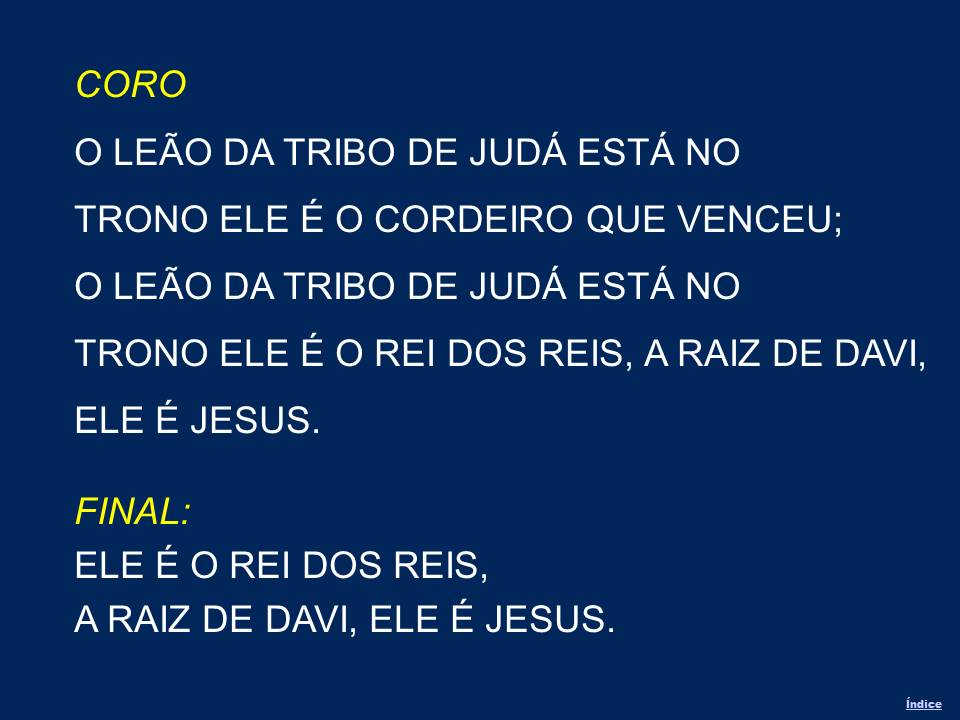 CORO
O LEÃO DA TRIBO DE JUDÁ ESTÁ NO
TRONO ELE É O CORDEIRO QUE VENCEU;
O LEÃO DA TRIBO DE JUDÁ ESTÁ NO
TRONO ELE É O REI DOS REIS, A RAIZ DE DAVI,
ELE É JESUS.
FINAL:
ELE É O REI DOS REIS,
A RAIZ DE DAVI, ELE É JESUS.
Índice